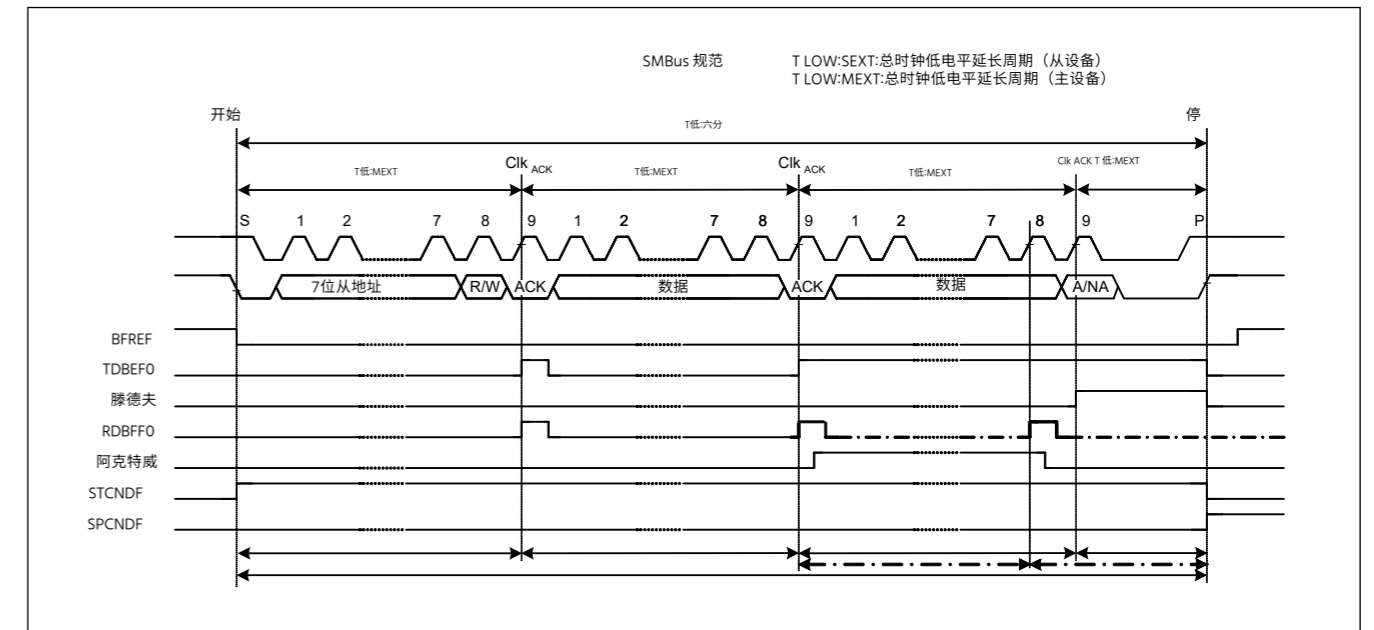 SMBus 规范 T LOW:SEXT:总时钟低电平延长周期（从设备）
T LOW:MEXT:总时钟低电平延长周期（主设备）
开始 停
T低:六分
T低:MEXT Clk ACK T低:MEXT Clk ACK T低:MEXT Clk ACK T 低:MEXT
S 1 2 7 8 9 1 2 7 8 9 1 2 7 8 9 P
7位从地址 R/W ACK 数据 ACK 数据 A/NA
BFREF
TDBEF0
滕德夫
RDBFF0
阿克特威
STCNDF
SPCNDF